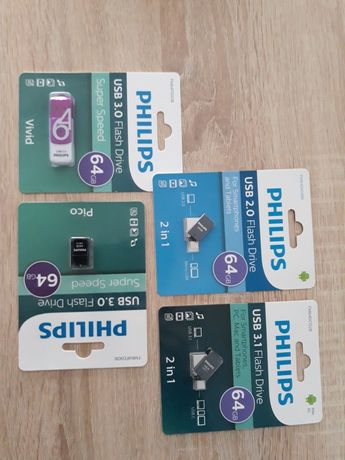 PHILIPS
USB 3.0 Flash Drive
Super Speed
64GB
Vivid
64
PHILIPS
USB 2.0 Flash Drive
For Smartphones
and Tablets
64GB
2 in 1
PHILIPS
USB 3.0 Flash Drive
Super Speed
64GB
Pico
PHILIPS
USB 3.1 Flash Drive
For Smartphones,
PC, Mac and Tablets
64GB
2 in 1
USB-C